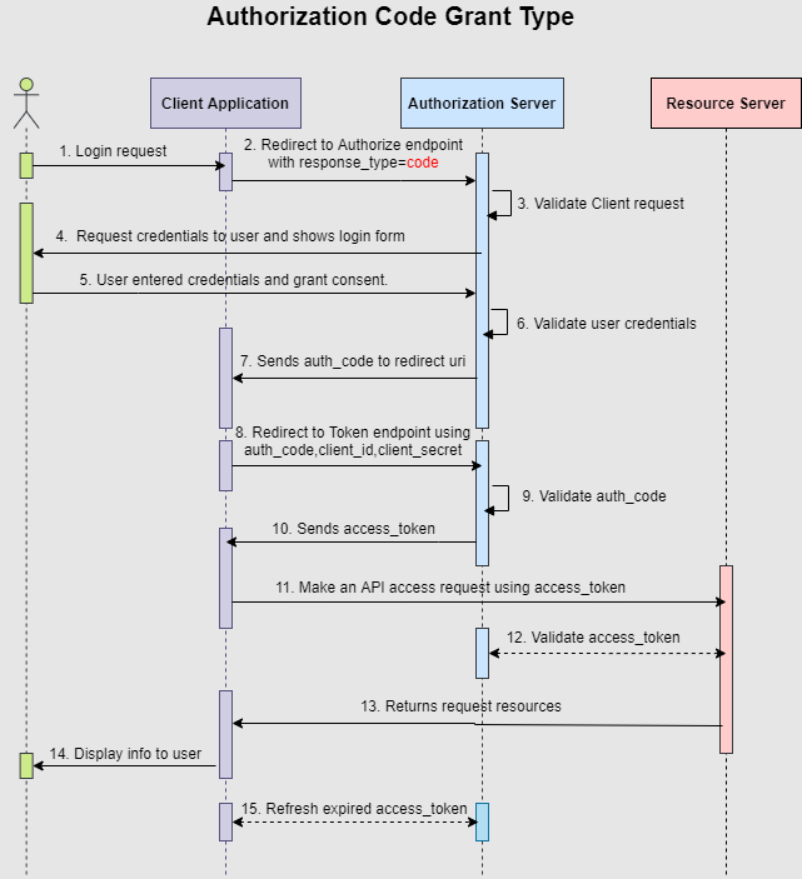 Authorization Code Grant Type
Client Application
Authorization Server
Resource Server
1. Login request
2. Redirect to Authorize endpoint
with response_type=code
3. Validate Client request
4. Request credentials to user and shows login form
5. User entered credentials and grant consent.
6. Validate user credentials
7. Sends auth_code to redirect uri
8. Redirect to Token endpoint using
auth_code,client_id,client_secret
9. Validate auth_code
10. Sends access_token
11. Make an API access request using access_token
12. Validate access_token
13. Returns request resources
14. Display info to user
15. Refresh expired access_token